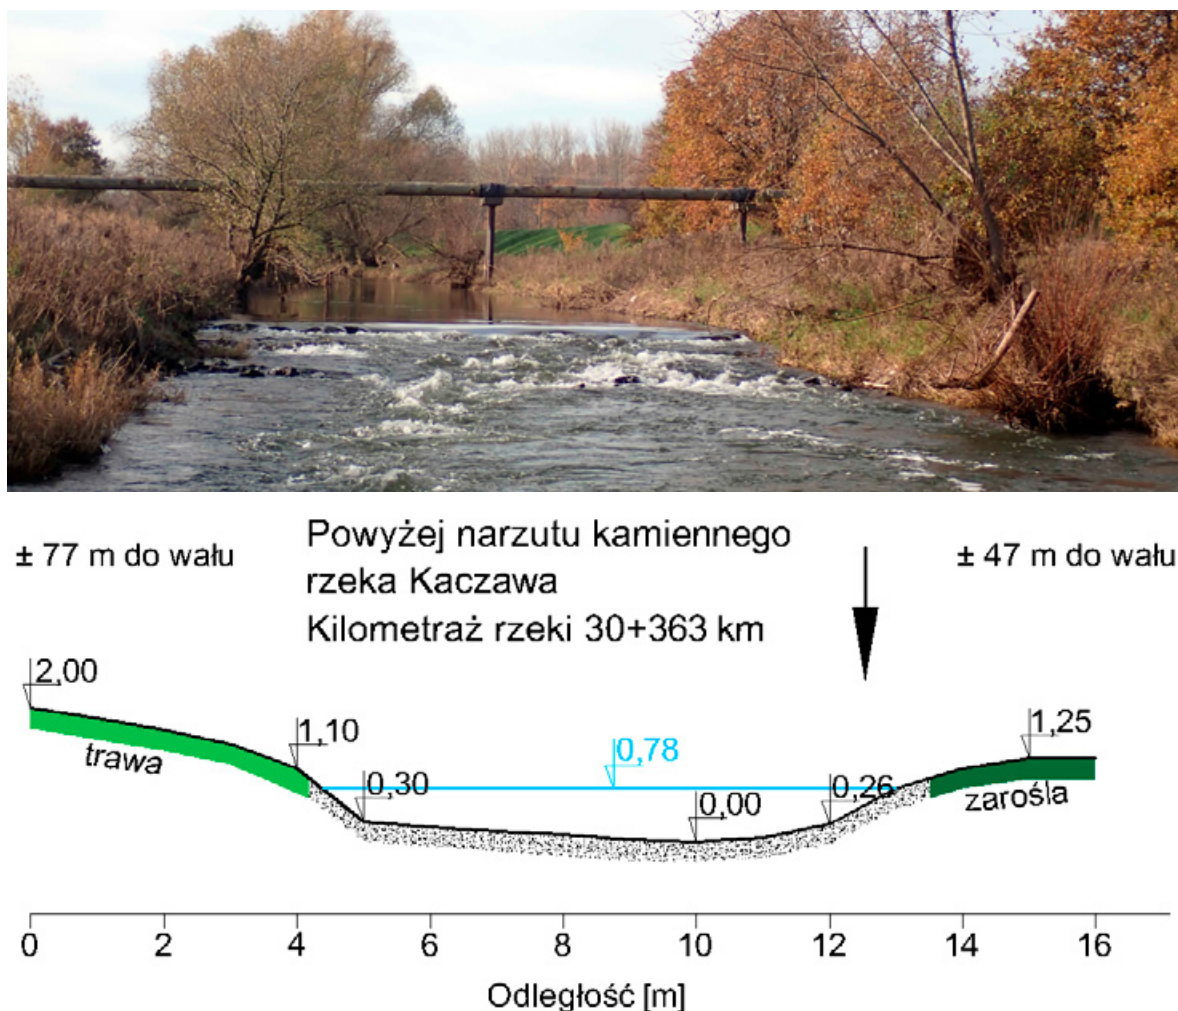 ± 77 m do wału
Powyżej narzutu kamiennego
rzeka Kaczawa
Kilometraż rzeki 30+363 km
± 47 m do wału
2,00
1,10
0,30
0,78
0,00
0,26
1,25
trawa
zarośla
0 2 4 6 8 10 12 14 16
Odległość [m]